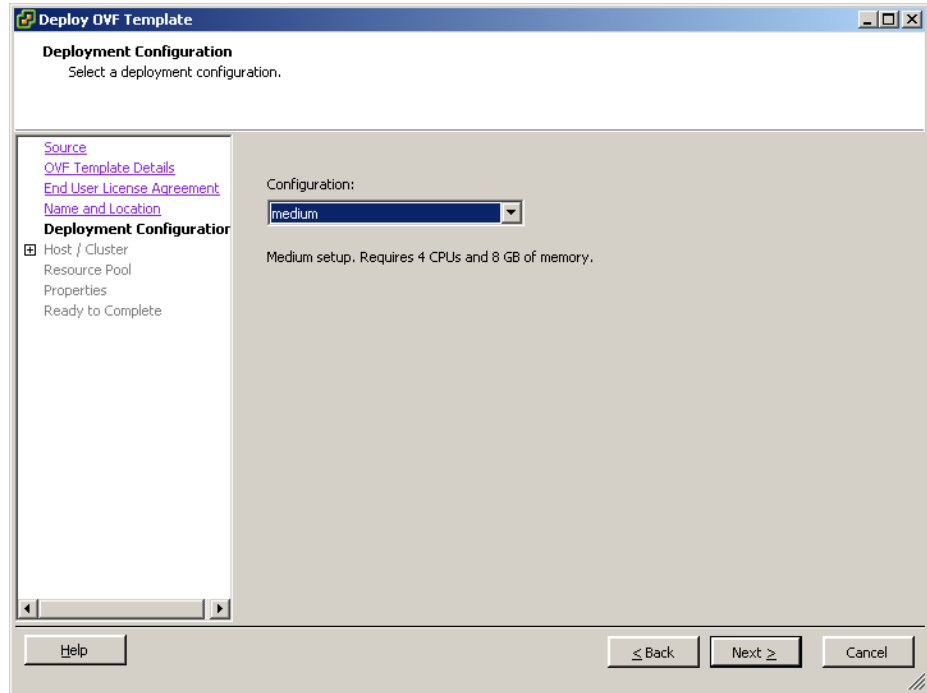 Deploy OVF Template
Deployment Configuration
Select a deployment configuration.
Source
OVF Template Details
End User License Agreement
Name and Location
Deployment Configuration
Host / Cluster
Resource Pool
Properties
Ready to Complete
Configuration:
medium
Medium setup. Requires 4 CPUs and 8 GB of memory.
Help
≤ Back
Next ≥
Cancel